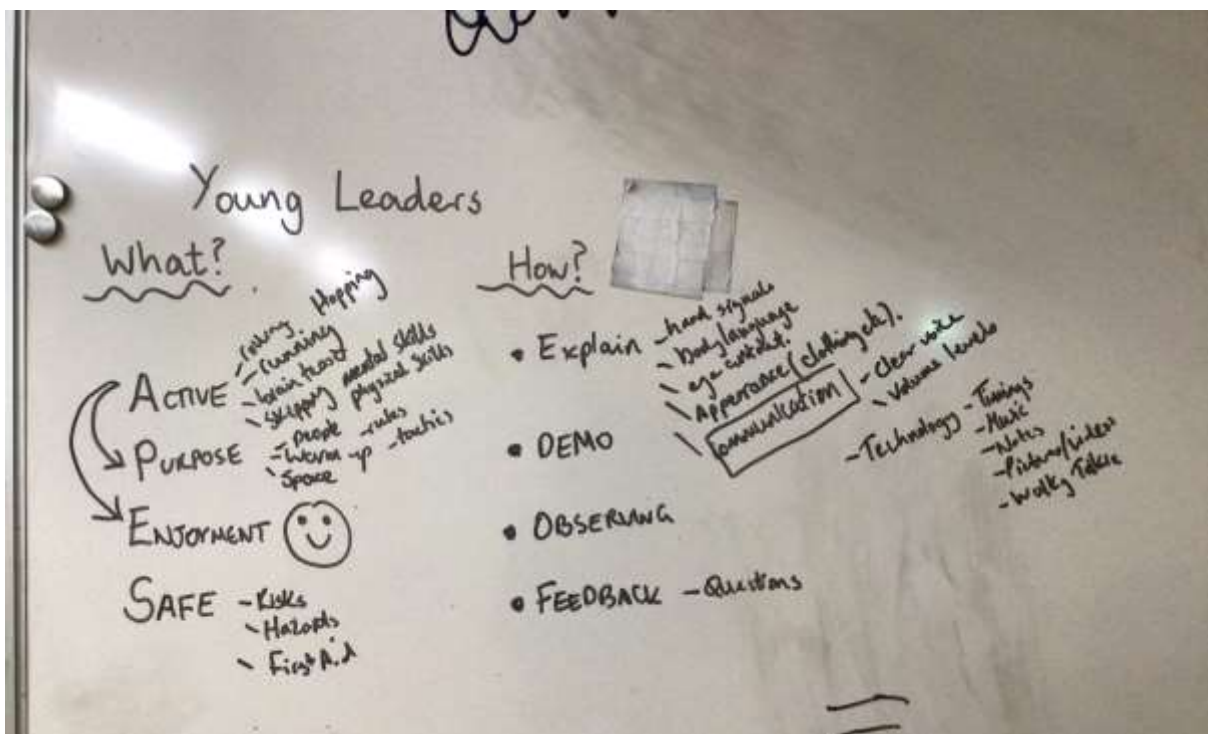 Young Leaders
What?
Hopping
- running
- brain teaser
- skipping mental skills
physical skills
ACTIVE
people
PURPOSE - Warm-up - rules - tactics
- Space
ENJOYMENT
SAFE - Risks
- Hazards
- First Aid
How?
• Explain - hand signals
- body language
- eye contact.
- Appearance (clothing etc).
- Communication - Clear voice
- Volume levels
- Technology - Timings
- Music
- Notes
- Pictures/videos
- Walky Talkie
• DEMO
• OBSERVING
• FEEDBACK - Questions